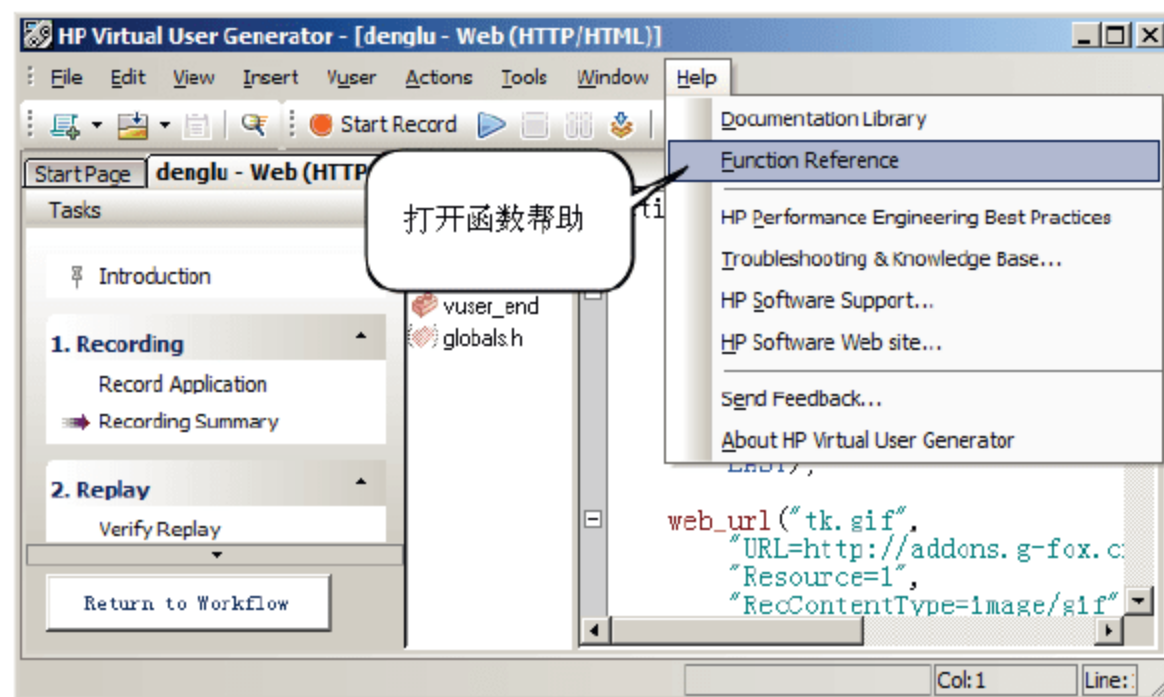 HP Virtual User Generator - [denglu - Web (HTTP/HTML)]
File Edit View Insert Vuser Actions Tools Window Help
Start Record
Documentation Library
Function Reference
HP Performance Engineering Best Practices
Troubleshooting & Knowledge Base...
HP Software Support...
HP Software Web site...
Send Feedback...
About HP Virtual User Generator
Start Page denglu - Web (HTTP
打开函数帮助
Tasks
Introduction
1. Recording
Record Application
Recording Summary
2. Replay
Verify Replay
Return to Workflow
vuser_end
globals.h
web_url("tk.gif",
"URL=http://addons.g-fox.c
"Resource=1",
"RecContentType=image/gif"
Col:1 Line: